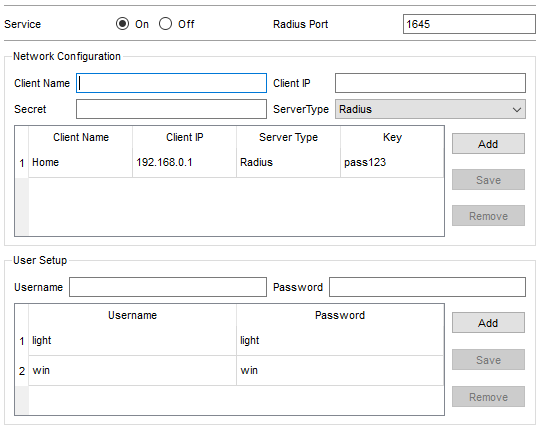 Service On Off Radius Port 1645
Network Configuration
Client Name Client IP
Secret ServerType Radius
Client Name Client IP Server Type Key Add
1 Home 192.168.0.1 Radius pass123
Save
Remove
User Setup
Username Password
Username Password Add
1 light light
Save
2 win win
Remove